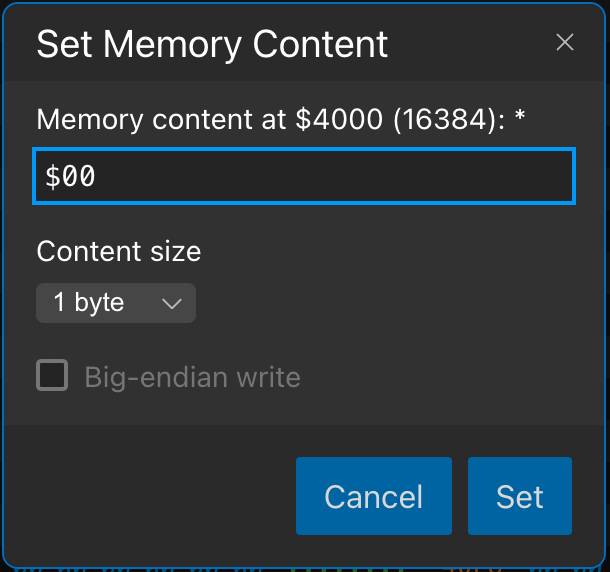 Set Memory Content
Memory content at $4000 (16384): *
$00
Content size
1 byte
Big-endian write
Cancel Set